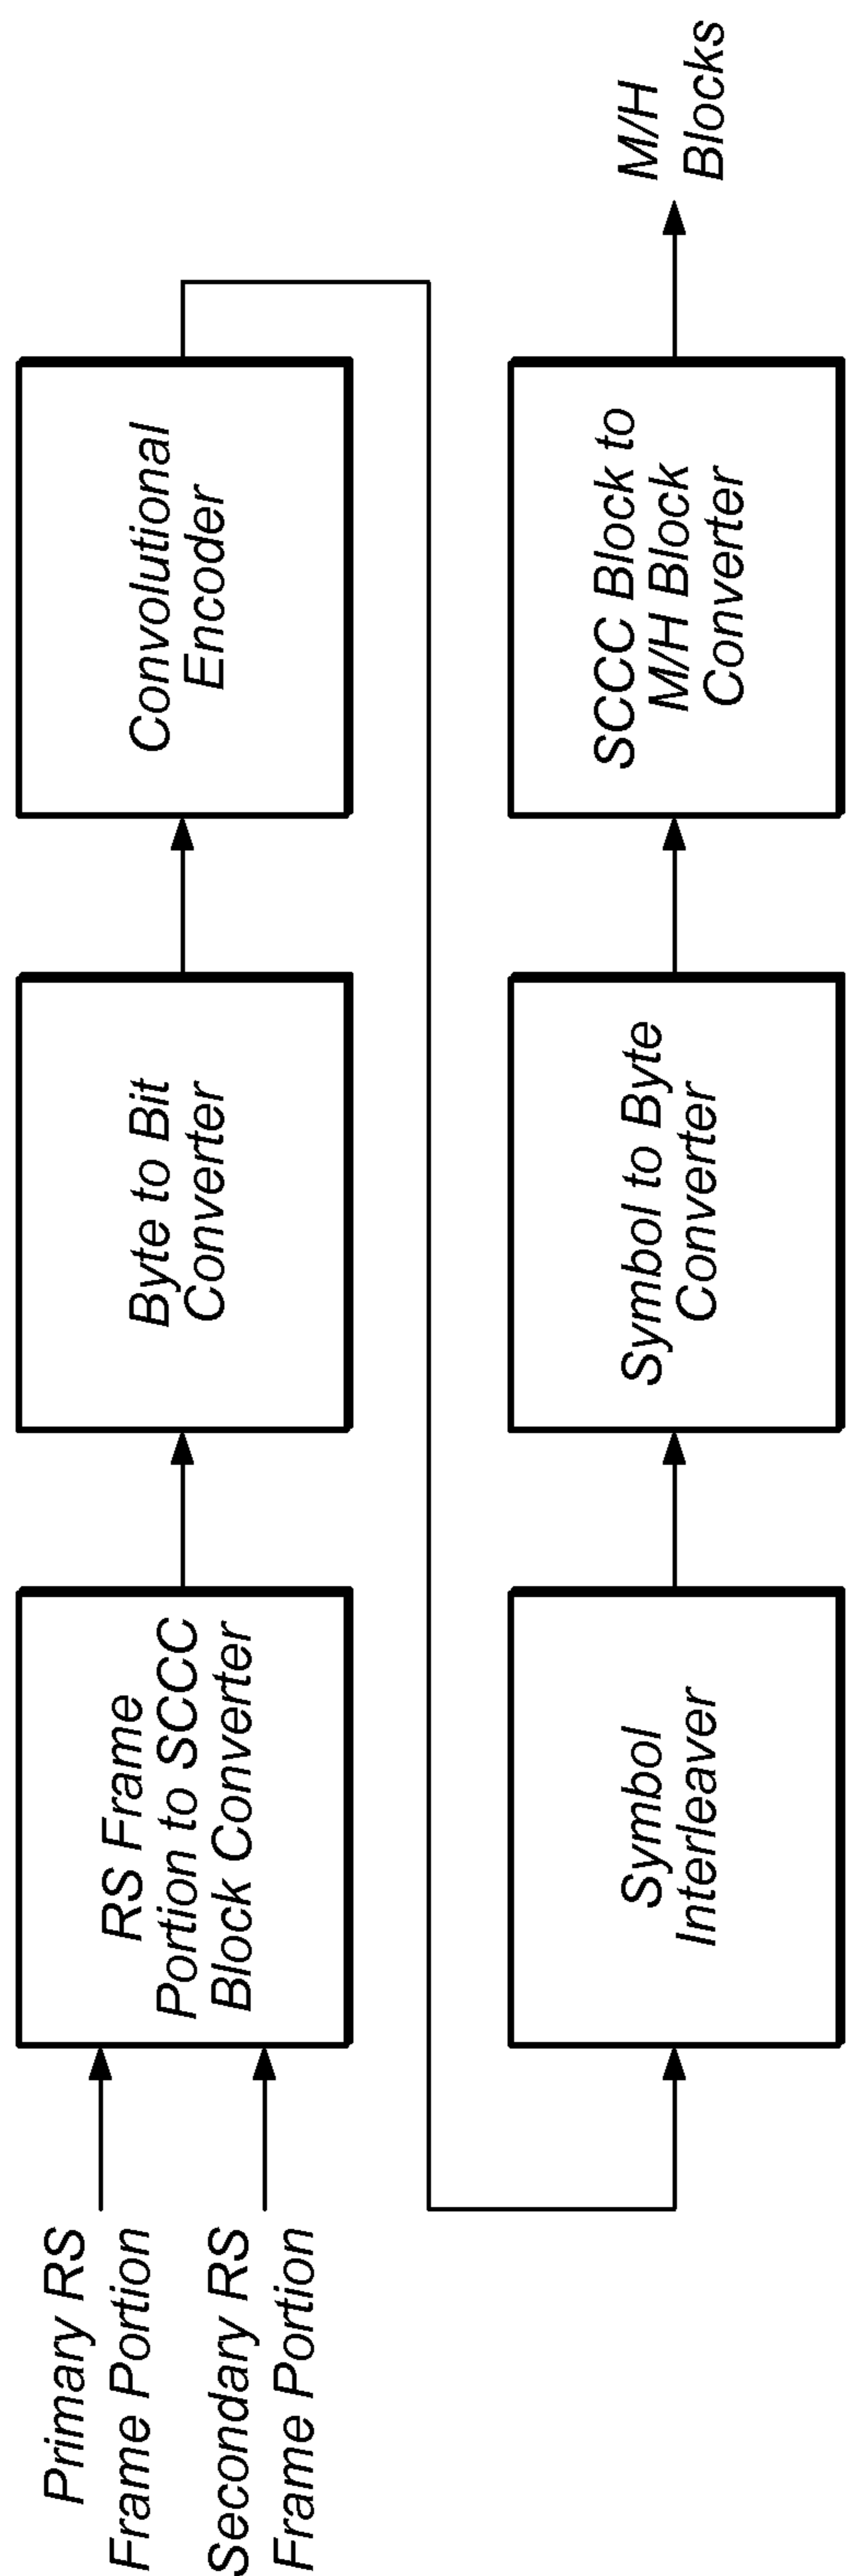 Primary RS
Frame Portion
Secondary RS
Frame Portion
RS Frame
Portion to SCCC
Block Converter
Byte to Bit
Converter
Convolutional
Encoder
Symbol
Interleaver
Symbol to Byte
Converter
SCCC Block to
M/H Block
Converter
M/H
Blocks